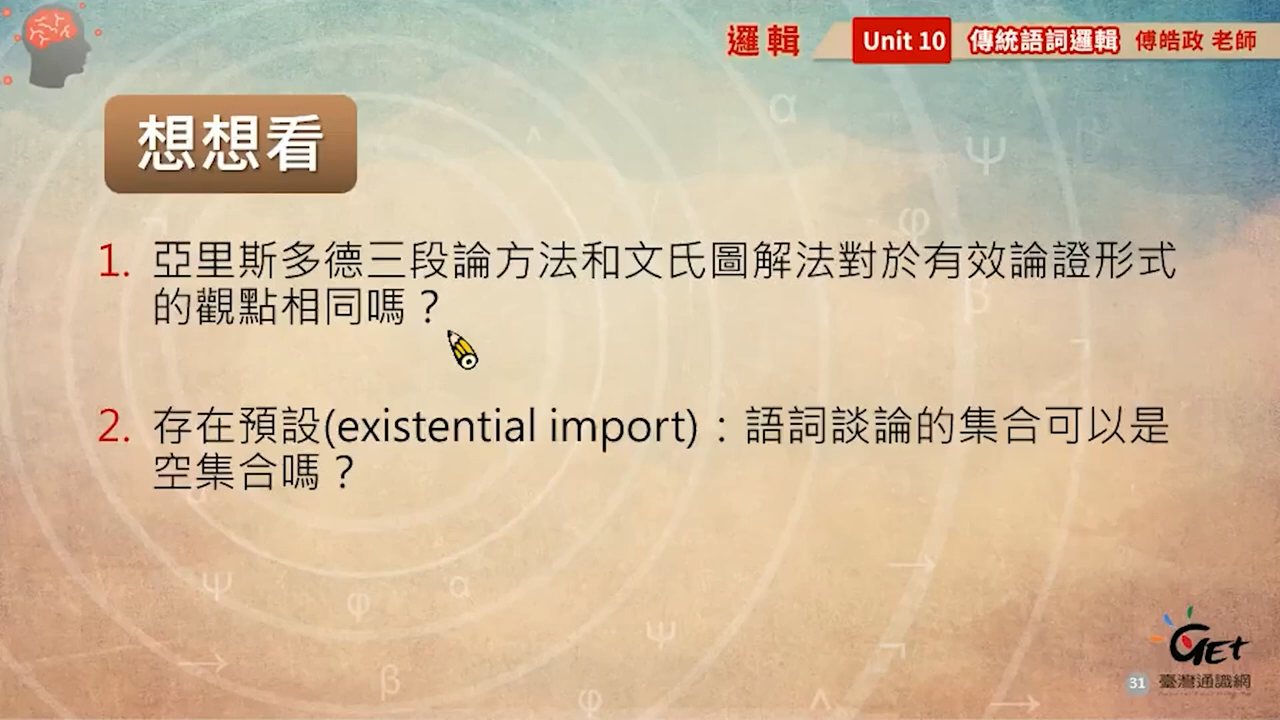 邏輯 Unit 10 傳統語詞邏輯 傅皓政 老師
想想看
1. 亞里斯多德三段論方法和文氏圖解法對於有效論證形式
的觀點相同嗎？
2. 存在預設(existential import)：語詞談論的集合可以是
空集合嗎？
GEt
31 臺灣通識網